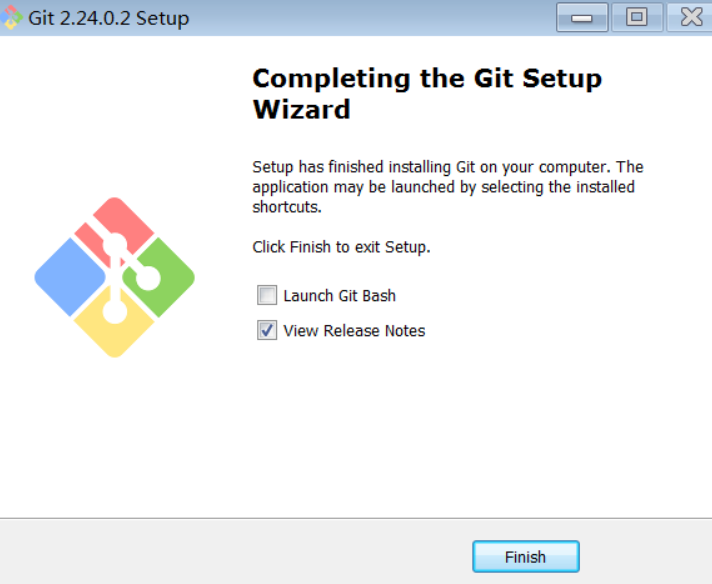 Git 2.24.0.2 Setup
Completing the Git Setup
Wizard
Setup has finished installing Git on your computer. The
application may be launched by selecting the installed
shortcuts.
Click Finish to exit Setup.
Launch Git Bash
View Release Notes
Finish